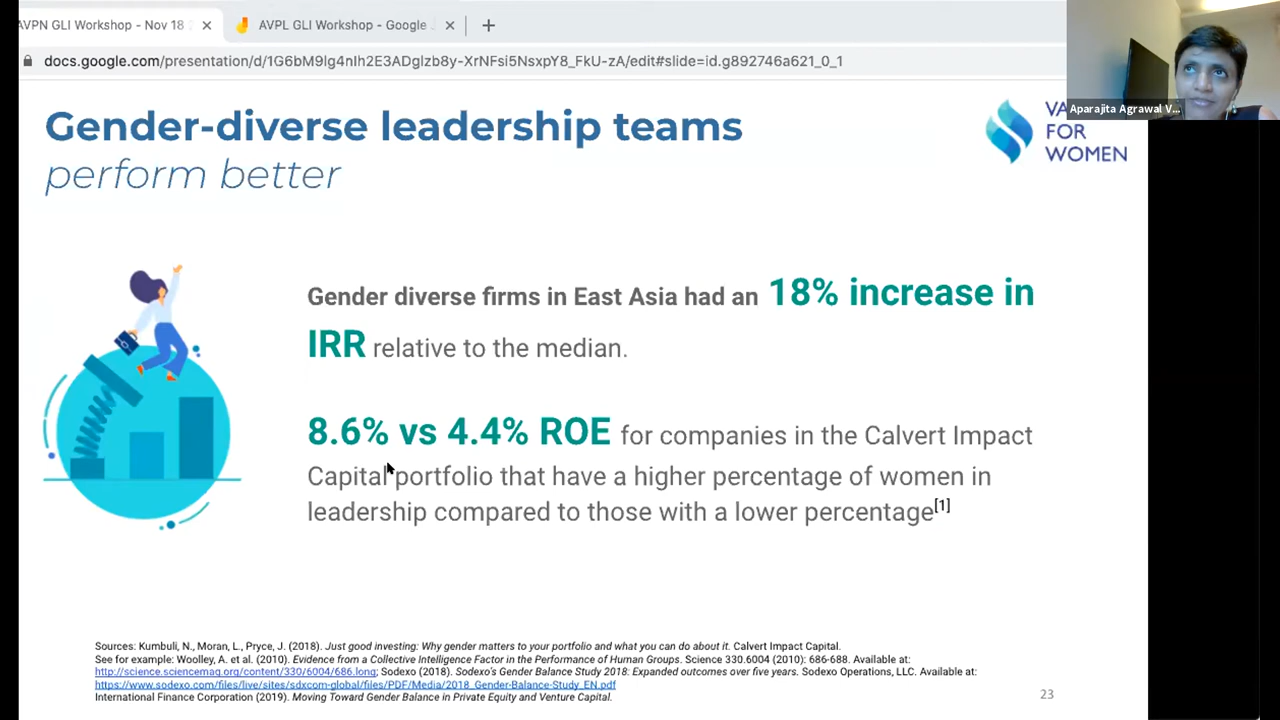 AVPN GLI Workshop - Nov 18
AVPL GLI Workshop - Google
docs.google.com/presentation/d/1G6bM9Ig4nIh2E3ADgIzb8y-XrNFsi5NsxpY8_FkU-zA/edit#slide=id.g892746a621_0_1
Aparajita Agrawal V...
Gender-diverse leadership teams
perform better
VA
FOR
WOMEN
Gender diverse firms in East Asia had an 18% increase in
IRR relative to the median.
8.6% vs 4.4% ROE for companies in the Calvert Impact
Capital portfolio that have a higher percentage of women in
leadership compared to those with a lower percentage[1]
Sources: Kumbuli, N., Moran, L., Pryce, J. (2018). Just good investing: Why gender matters to your portfolio and what you can do about it. Calvert Impact Capital.
See for example: Woolley, A. et al. (2010). Evidence from a Collective Intelligence Factor in the Performance of Human Groups. Science 330.6004 (2010): 686-688. Available at:
http://science.sciencemag.org/content/330/6004/686.long; Sodexo (2018). Sodexo's Gender Balance Study 2018: Expanded outcomes over five years. Sodexo Operations, LLC. Available at:
https://www.sodexo.com/files/live/sites/sdxcom-global/files/PDF/Media/2018_Gender-Balance-Study_EN.pdf
International Finance Corporation (2019). Moving Toward Gender Balance in Private Equity and Venture Capital.
23